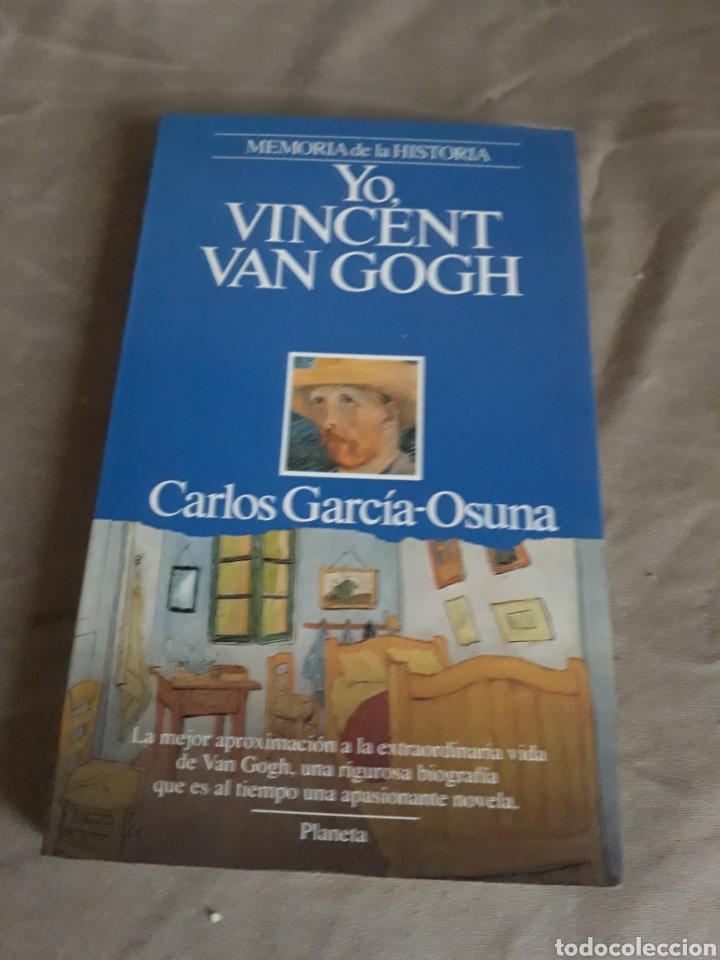 MEMORIA de la HISTORIA
Yo,
VINCENT
VAN GOGH
Carlos García-Osuna
La mejor aproximación a la extraordinaria vida
de Van Gogh, una rigurosa biografía
que es al tiempo una apasionante novela.
Planeta
todocoleccion